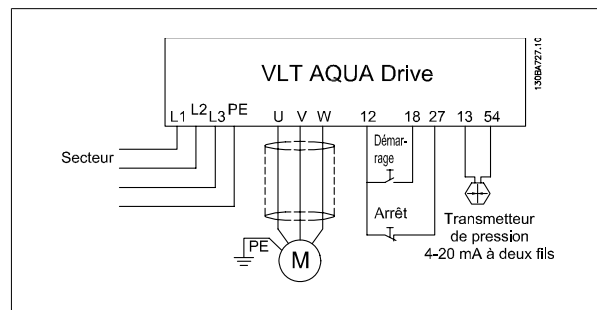 130BA727.10
VLT AQUA Drive
L1 L2 L3 PE U V W 12 18 27 13 54
Secteur
Démar-
rage
Arrêt
PE
M
Transmetteur
de pression
4-20 mA à deux fils